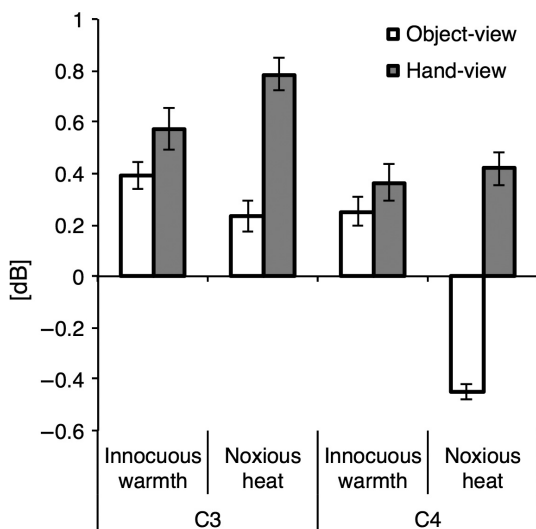 1
0.8
0.6
0.4
0.2
0
−0.2
−0.4
−0.6
[dB]
Object-view
Hand-view
Innocuous
warmth
Noxious
heat
Innocuous
warmth
Noxious
heat
C3
C4